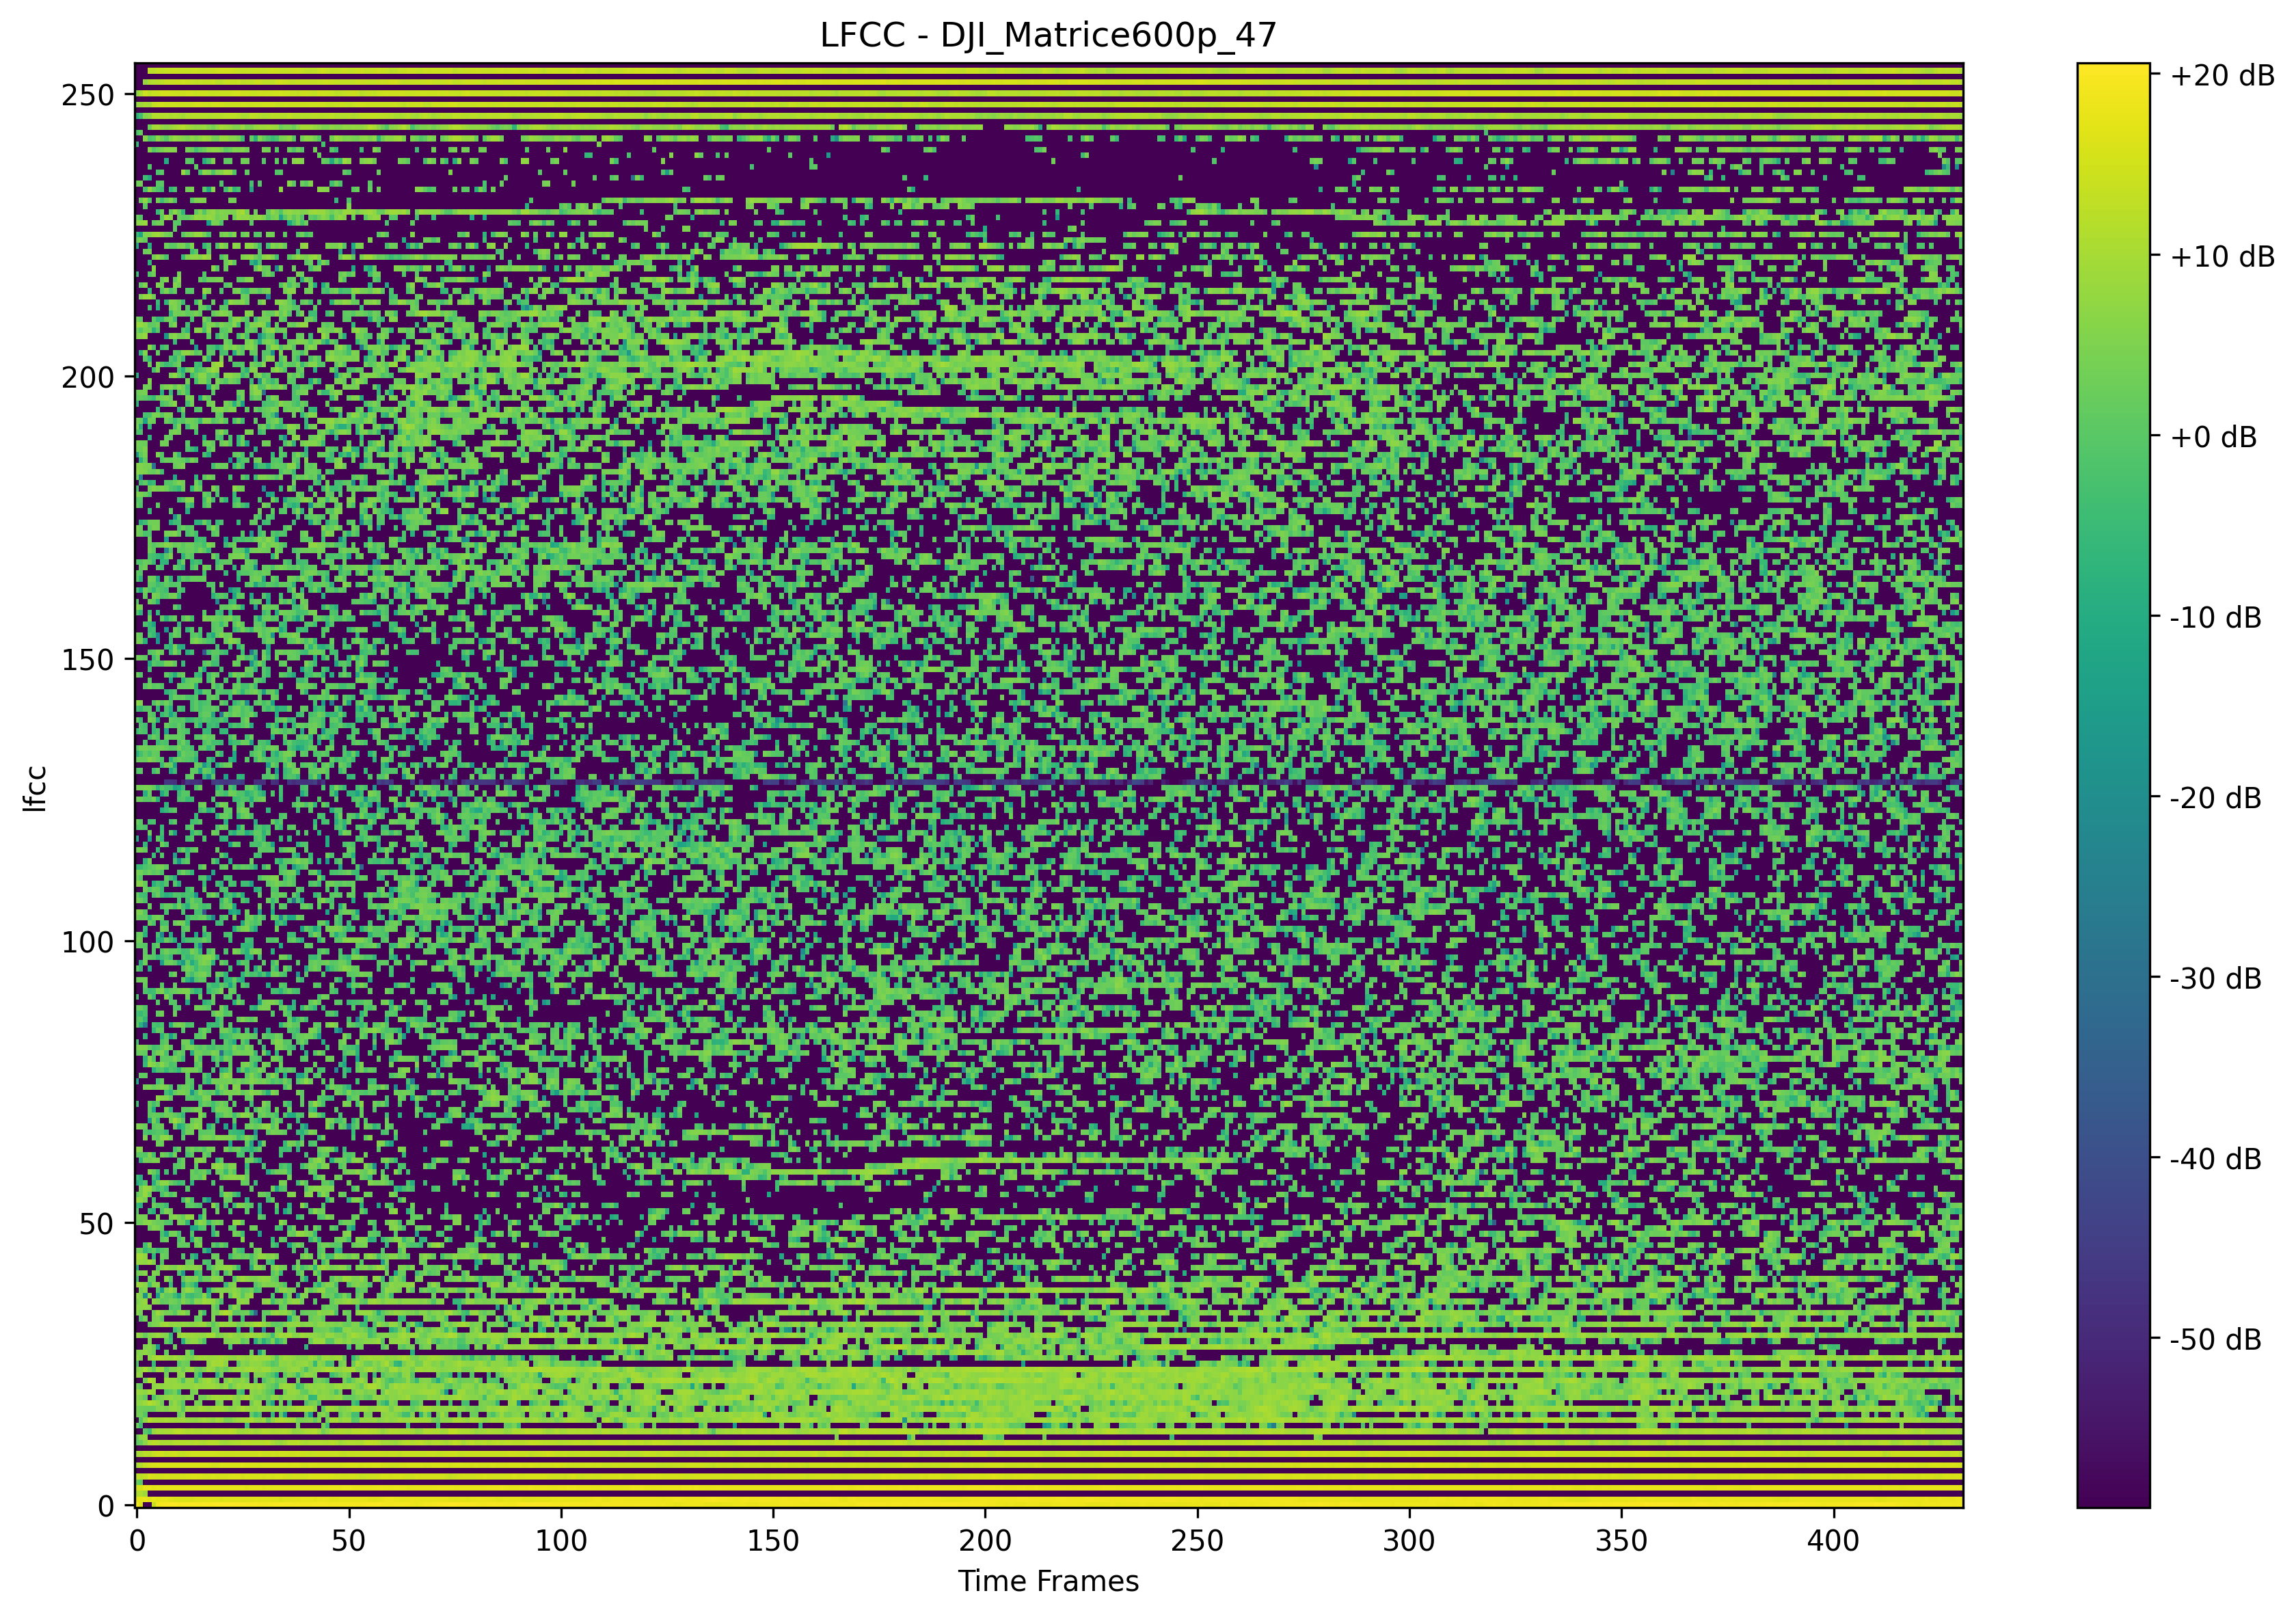 LFCC - DJI_Matrice600p_47
250
200
150
100
50
0
lfcc
0 50 100 150 200 250 300 350 400
Time Frames
+20 dB
+10 dB
+0 dB
-10 dB
-20 dB
-30 dB
-40 dB
-50 dB